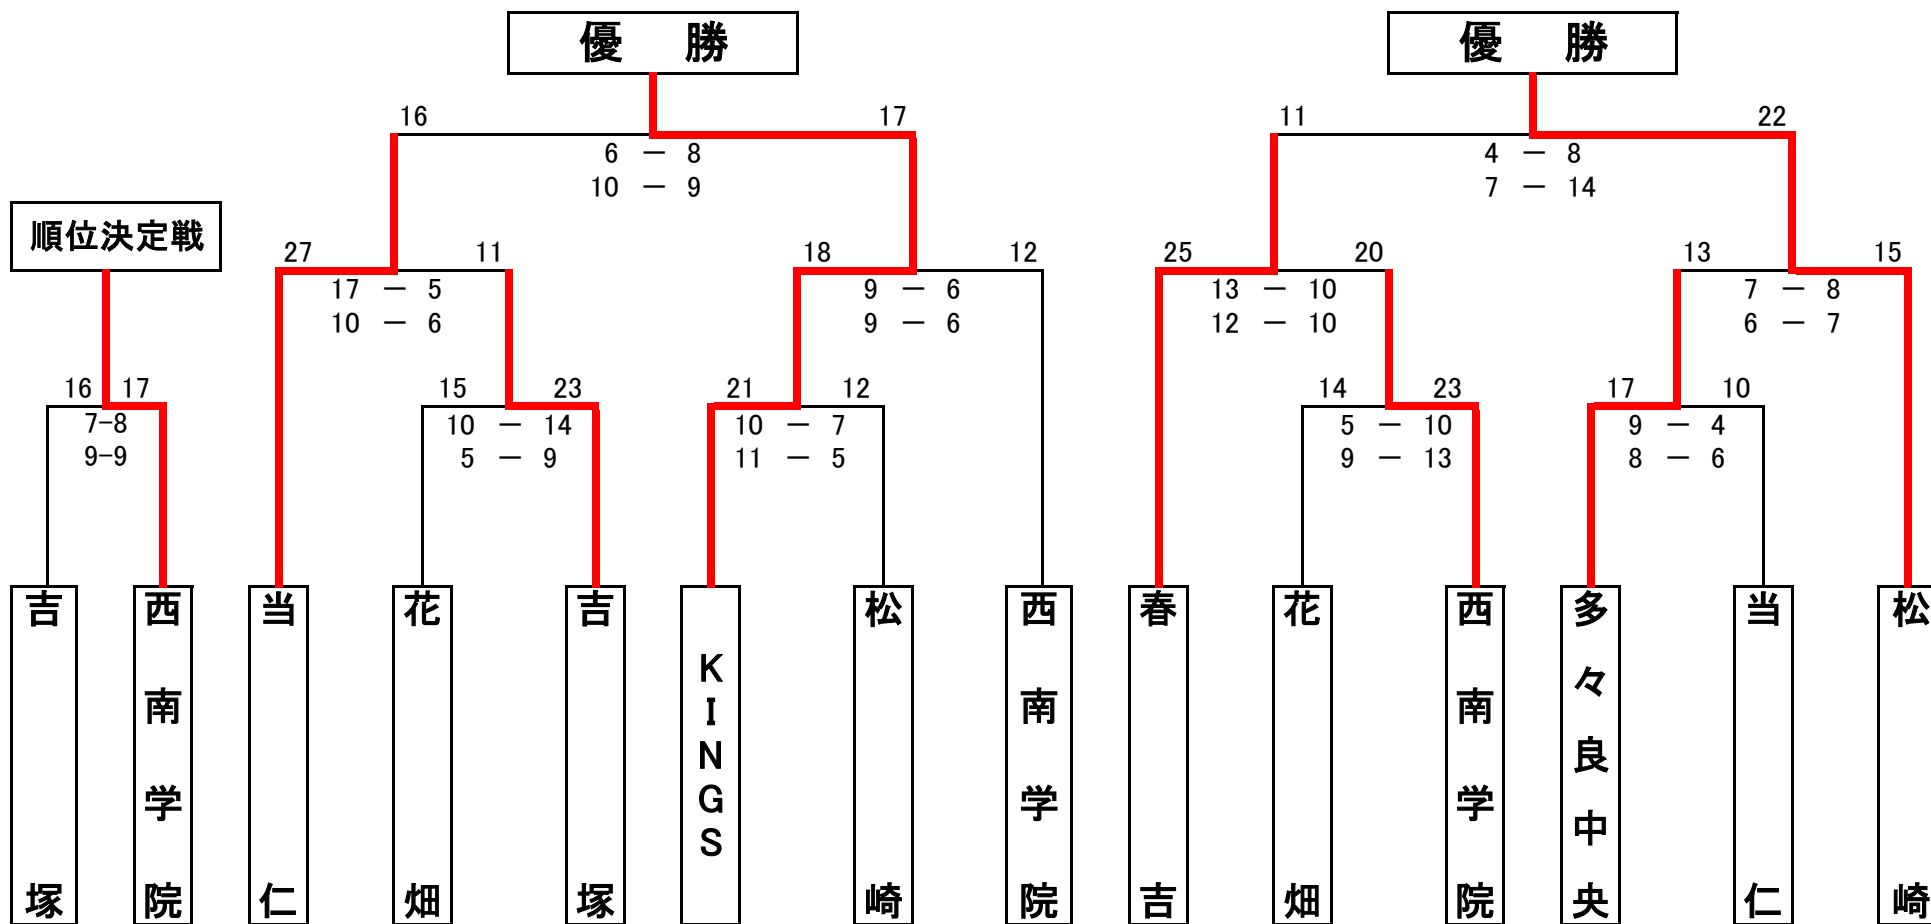 優　勝
優　勝
16 17
11 22
6 － 8
4 － 8
10 － 9
7 － 14
順位決定戦
27 11
18 12
25 20
13 15
17 － 5
9 － 6
13 － 10
7 － 8
10 － 6
9 － 6
12 － 10
6 － 7
16 17
15 23
21 12
14 23
17 10
7-8
10 － 14
10 － 7
5 － 10
9 － 4
9-9
5 － 9
11 － 5
9 － 13
8 － 6
吉塚
西南学院
当仁
花畑
吉塚
KINGS
松崎
西南学院
春吉
花畑
西南学院
多々良中央
当仁
松崎